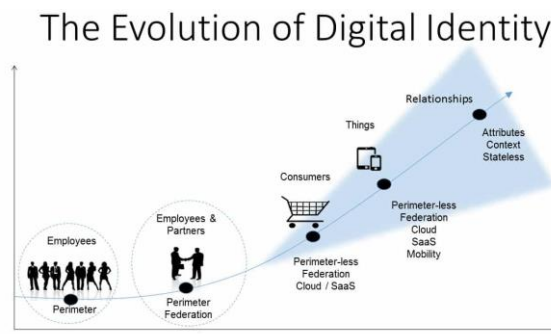 The Evolution of Digital Identity
Relationships
Things
Attributes
Context
Stateless
Consumers
Perimeter-less
Federation
Cloud
SaaS
Mobility
Employees &
Partners
Employees
Perimeter-less
Federation
Cloud / SaaS
Perimeter
Perimeter
Federation